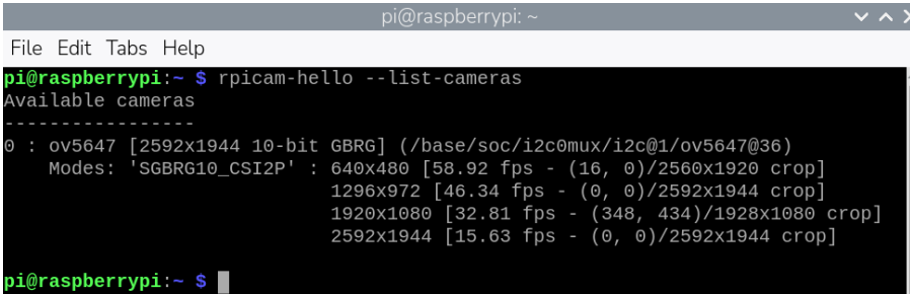 pi@raspberrypi: ~
File Edit Tabs Help
pi@raspberrypi:~ $ rpicam-hello --list-cameras
Available cameras
-----------------
0 : ov5647 [2592x1944 10-bit GBRG] (/base/soc/i2c0mux/i2c@1/ov5647@36)
    Modes: 'SGBRG10_CSI2P' : 640x480 [58.92 fps - (16, 0)/2560x1920 crop]
                             1296x972 [46.34 fps - (0, 0)/2592x1944 crop]
                             1920x1080 [32.81 fps - (348, 434)/1928x1080 crop]
                             2592x1944 [15.63 fps - (0, 0)/2592x1944 crop]
pi@raspberrypi:~ $